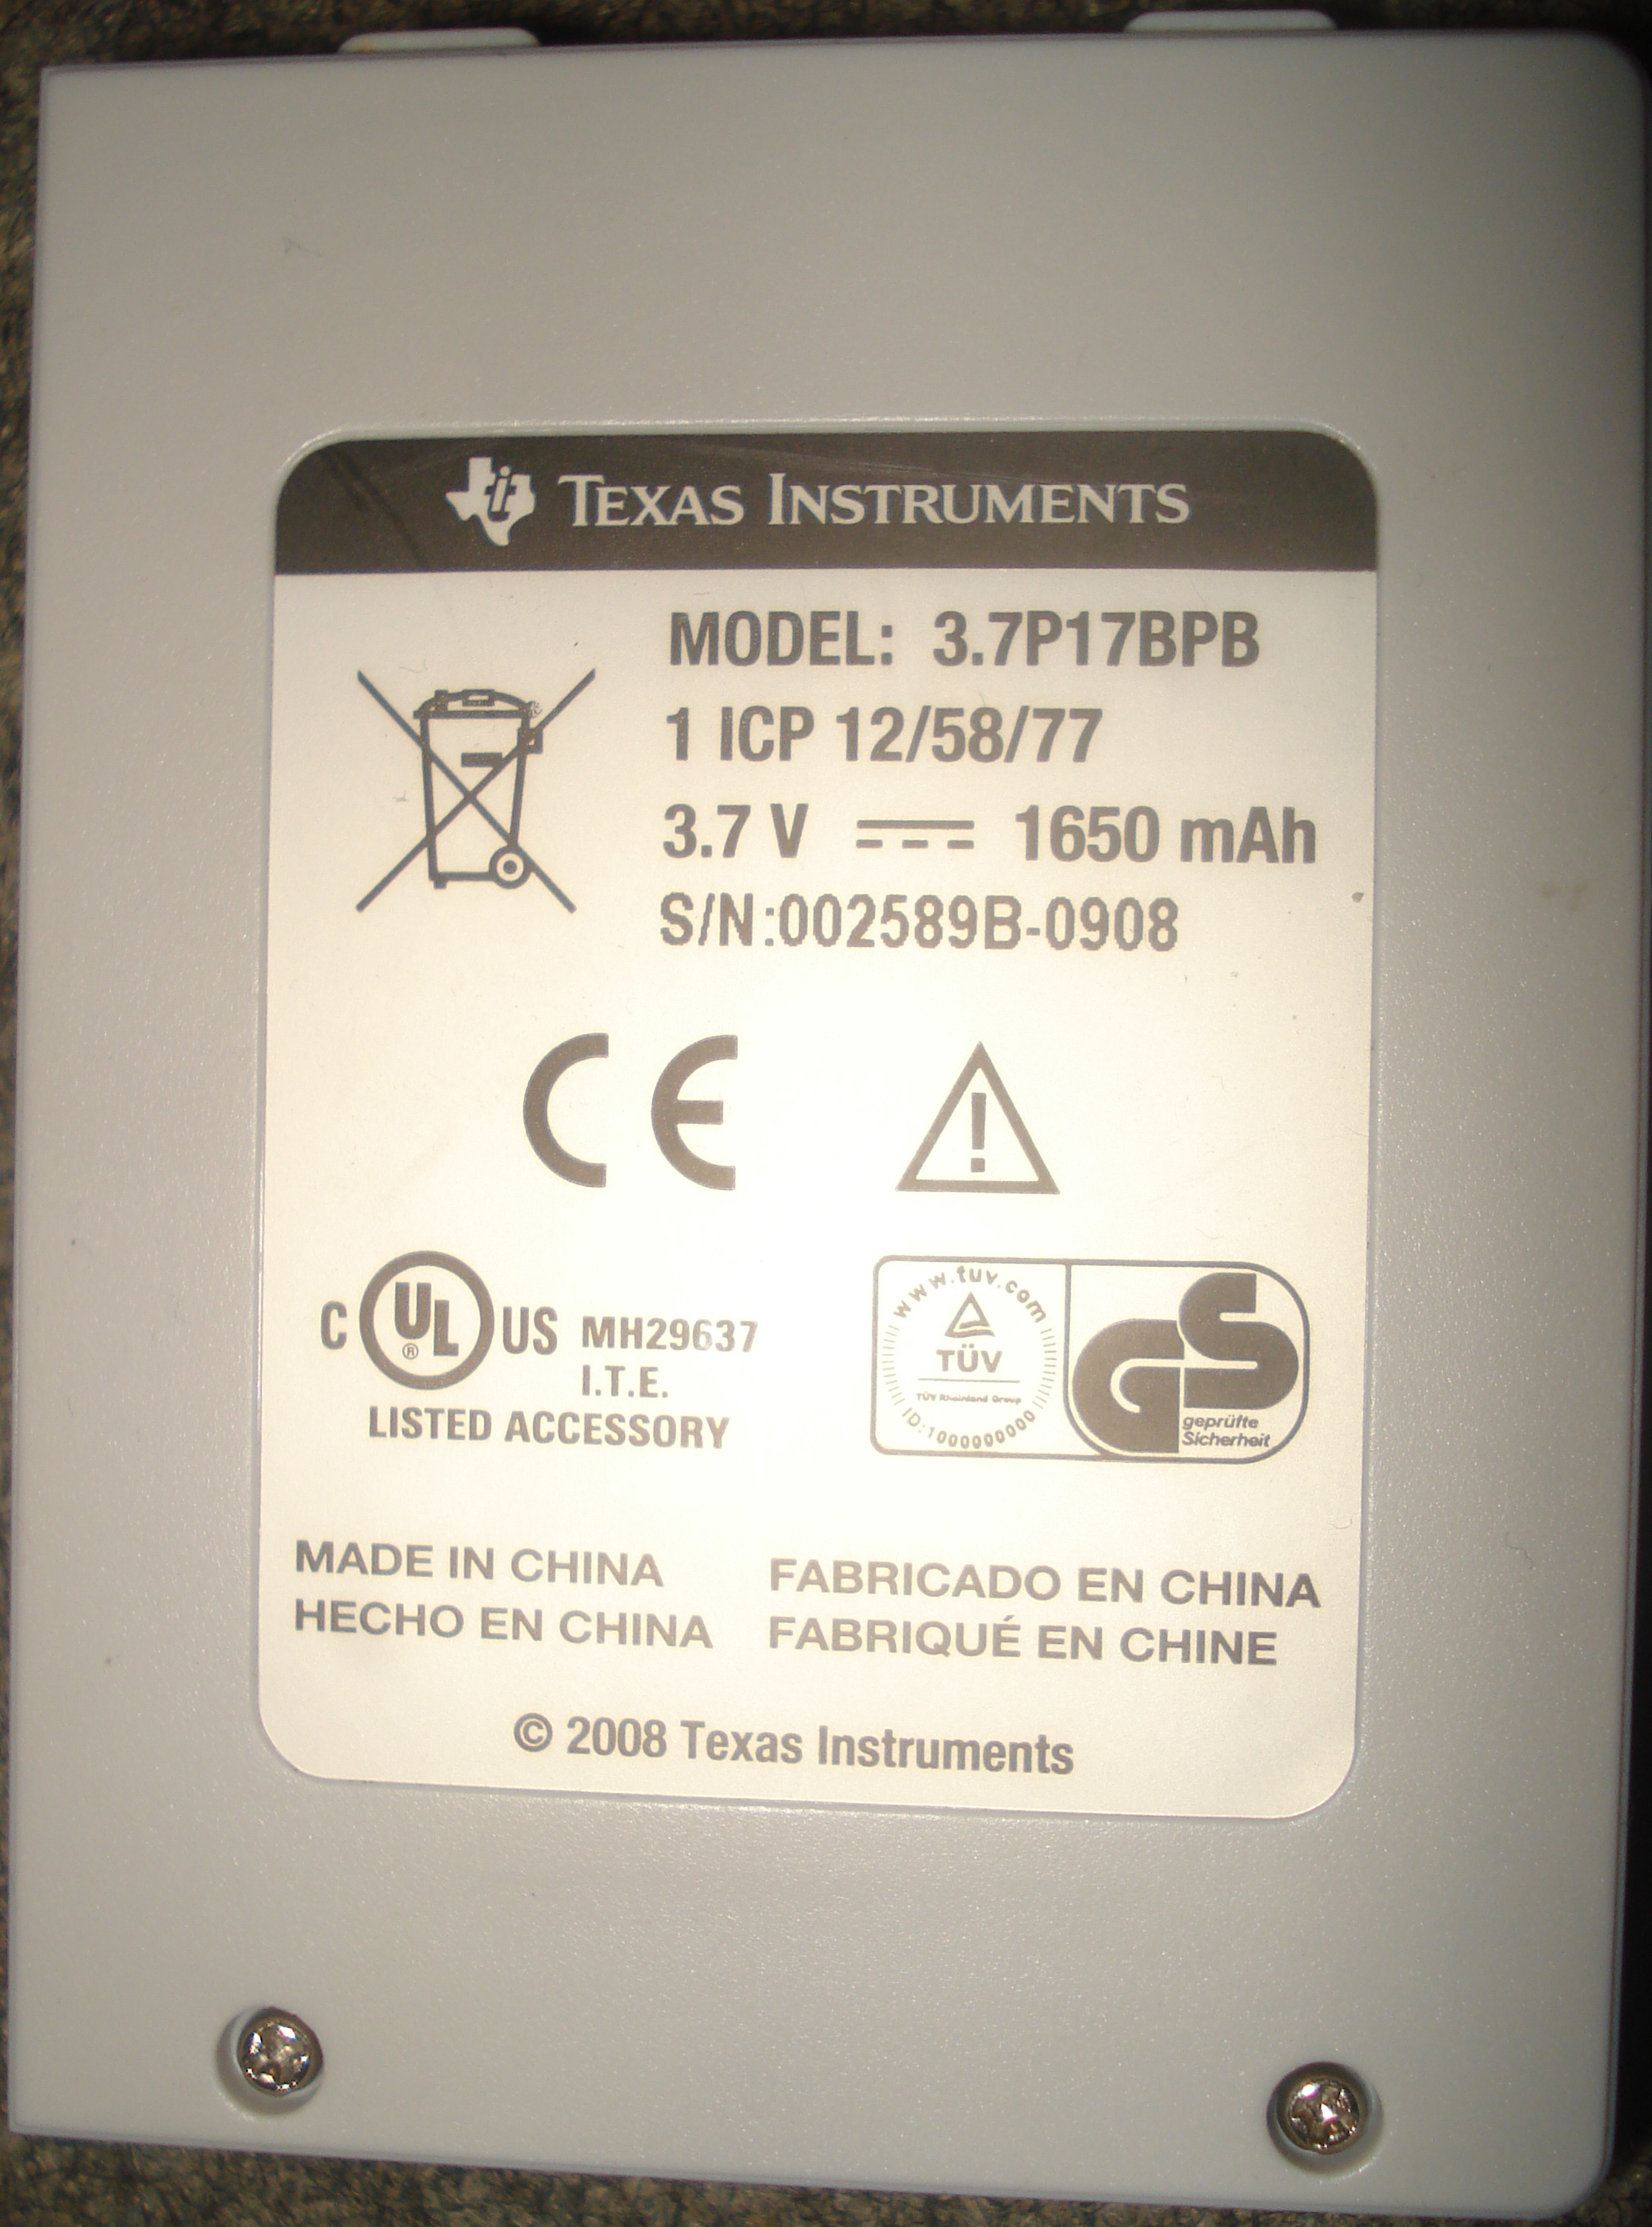 TEXAS INSTRUMENTS
MODEL: 3.7P17BPB
1 ICP 12/58/77
3.7 V 1650 mAh
S/N:002589B-0908
CE
C UL ® US MH29637
I.T.E.
LISTED ACCESSORY
www.tuv.com
TÜV
TÜV Rheinland Group
ID:1000000000
GS
geprüfte
Sicherheit
MADE IN CHINA FABRICADO EN CHINA
HECHO EN CHINA FABRIQUÉ EN CHINE
© 2008 Texas Instruments